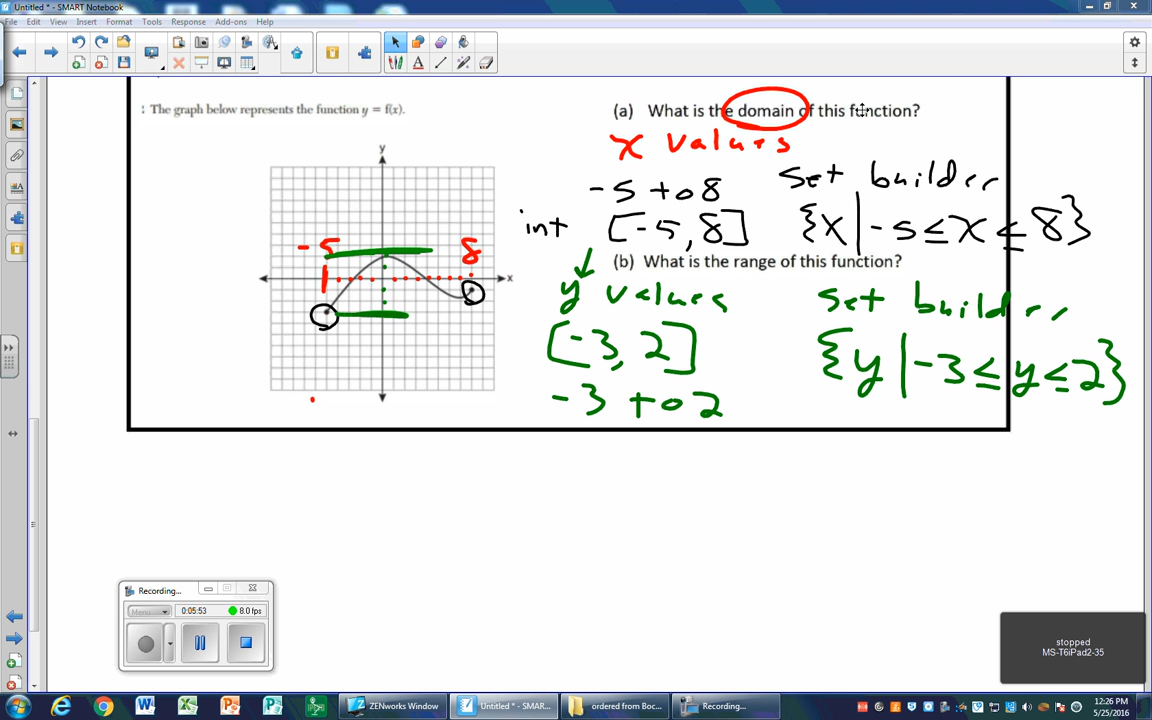 Untitled * - SMART Notebook
File Edit View Insert Format Tools Response Add-ons Help
: The graph below represents the function y = f(x).
(a) What is the domain of this function?
x values
-5 to 8
set builder
int [-5, 8]
{x | -5 ≤ x ≤ 8}
y
-5
8
x
(b) What is the range of this function?
y values
set builder
[-3, 2]
{y | -3 ≤ y ≤ 2}
-3 to 2
Recording...
Menu
0:05:53
8.0 fps
stopped
MS-T6iPad2-35
ZENworks Window
Untitled * - SMAR...
ordered from Boc...
Recording...
12:26 PM
5/25/2016